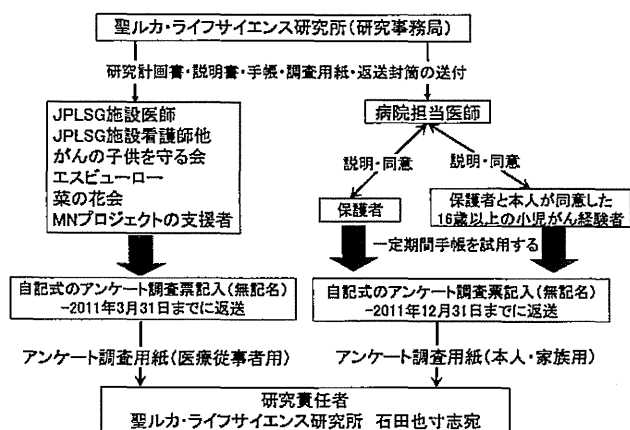 聖ルカ・ライフサイエンス研究所(研究事務局)
研究計画書・説明書・手帳・調査用紙・返送封筒の送付
JPLSG施設医師
JPLSG施設看護師他
がんの子供を守る会
エスビューロー
菜の花会
MNプロジェクトの支援者
病院担当医師
説明・同意
説明・同意
保護者
保護者と本人が同意した
16歳以上の小児がん経験者
一定期間手帳を試用する
自記式のアンケート調査票記入(無記名)
-2011年3月31日までに返送
自記式のアンケート調査票記入(無記名)
-2011年12月31日までに返送
アンケート調査用紙(医療従事者用)
アンケート調査用紙(本人・家族用)
研究責任者
聖ルカ・ライフサイエンス研究所 石田也寸志宛